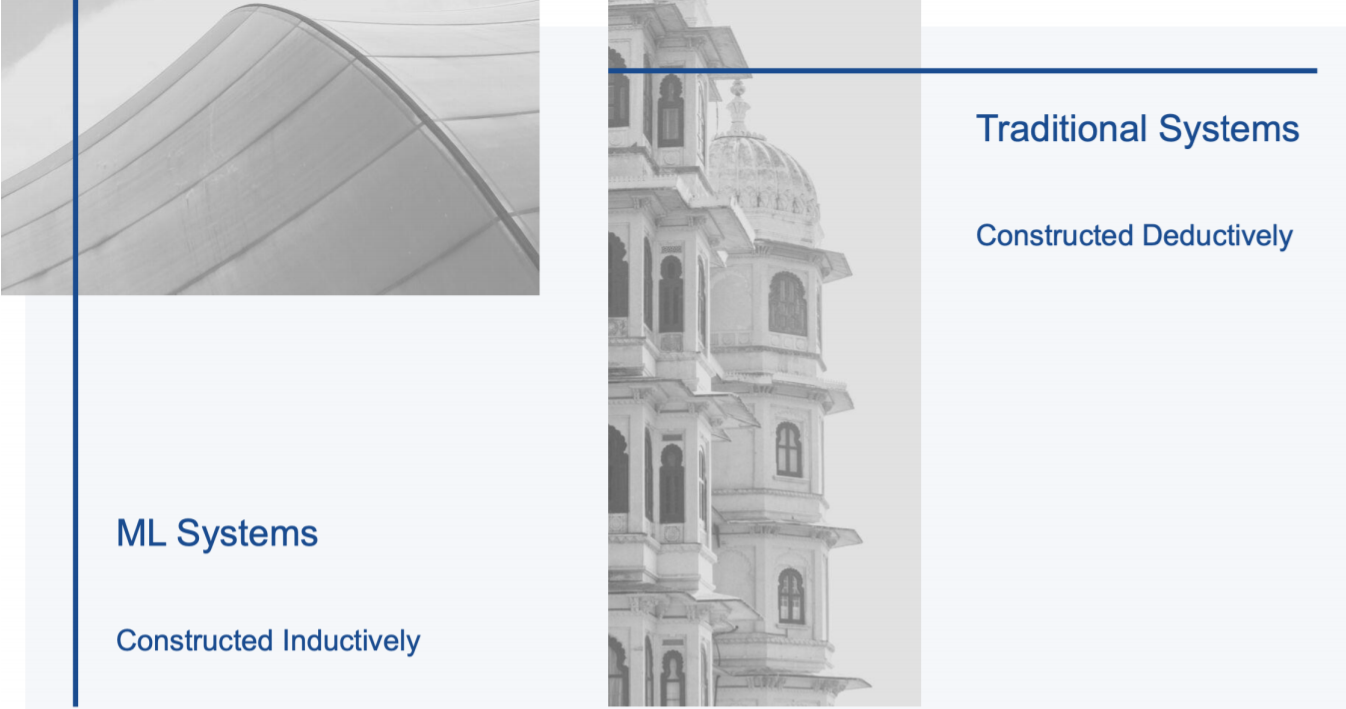 ML Systems
Constructed Inductively
Traditional Systems
Constructed Deductively